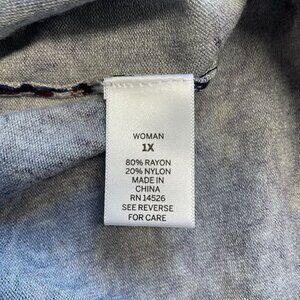 WOMAN
1X
80% RAYON
20% NYLON
MADE IN
CHINA
RN 14526
SEE REVERSE
FOR CARE